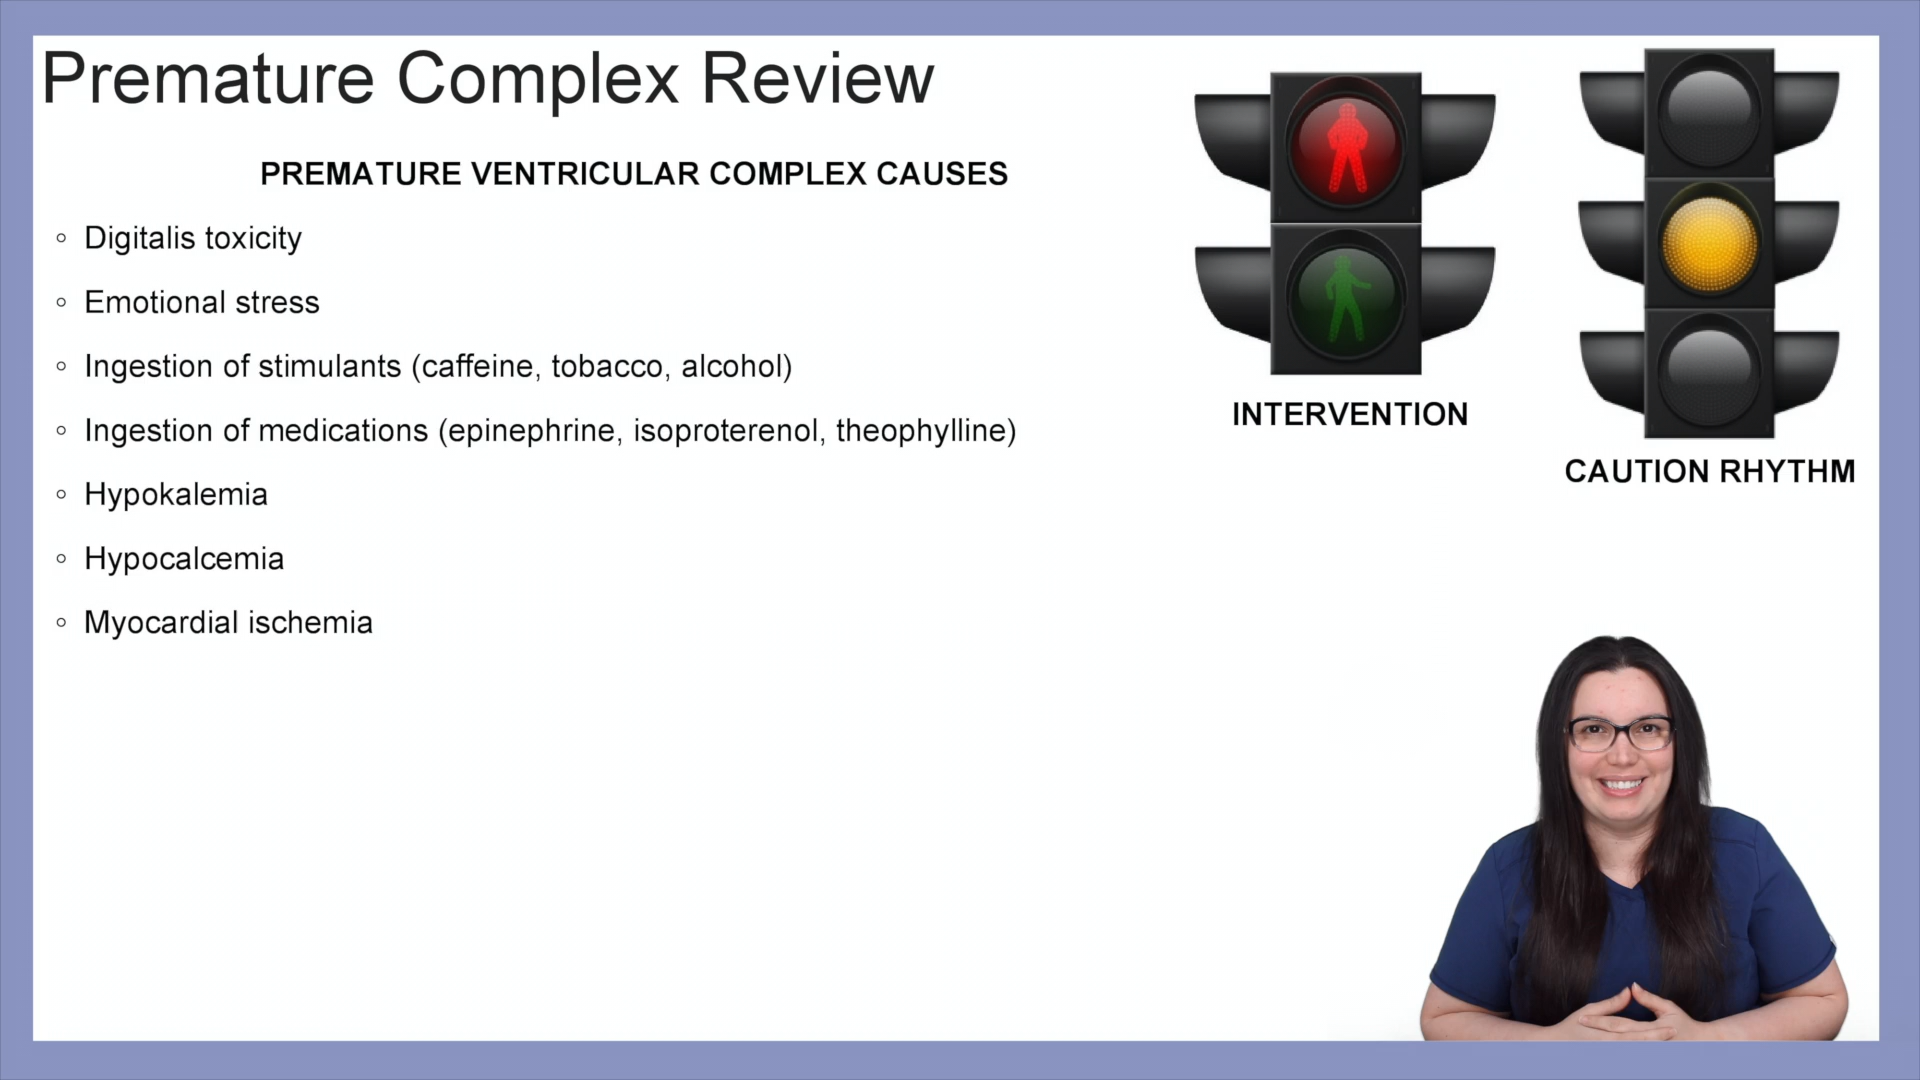 Premature Complex Review
PREMATURE VENTRICULAR COMPLEX CAUSES
Digitalis toxicity
Emotional stress
Ingestion of stimulants (caffeine, tobacco, alcohol)
Ingestion of medications (epinephrine, isoproterenol, theophylline)
Hypokalemia
Hypocalcemia
Myocardial ischemia
INTERVENTION
CAUTION RHYTHM